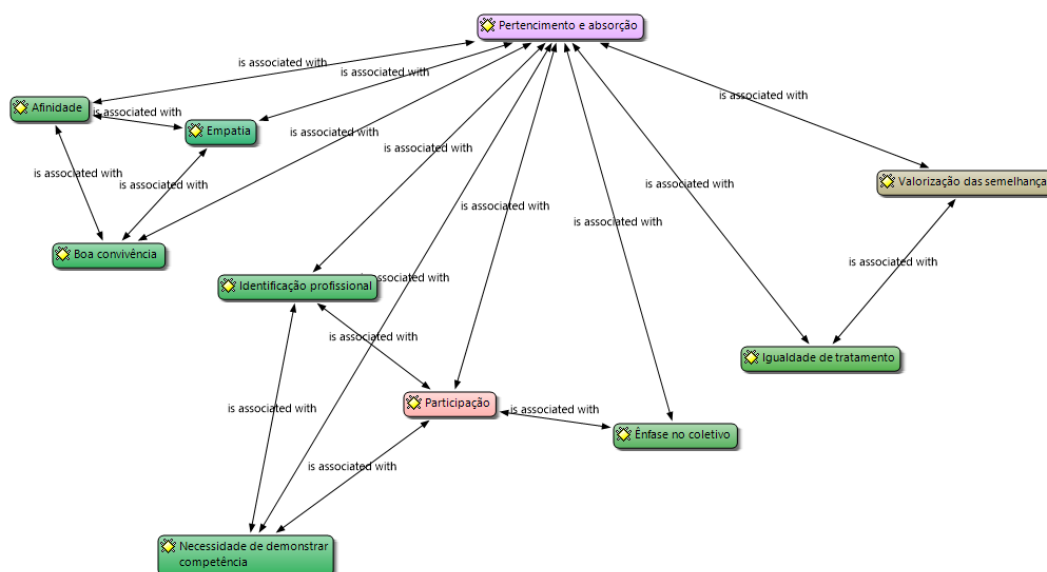 Pertencimento e absorção
is associated with
is associated with
Afinidade
is associated with
is associated with
Empatia
is associated with
is associated with
is associated with
is associated with
Valorização das semelhança
is associated with
is associated with
Boa convivência
is associated with
is associated with
Identificação profissional
is associated with
is associated with
Igualdade de tratamento
Participação
is associated with
is associated with
Ênfase no coletivo
is associated with
Necessidade de demonstrar
competência